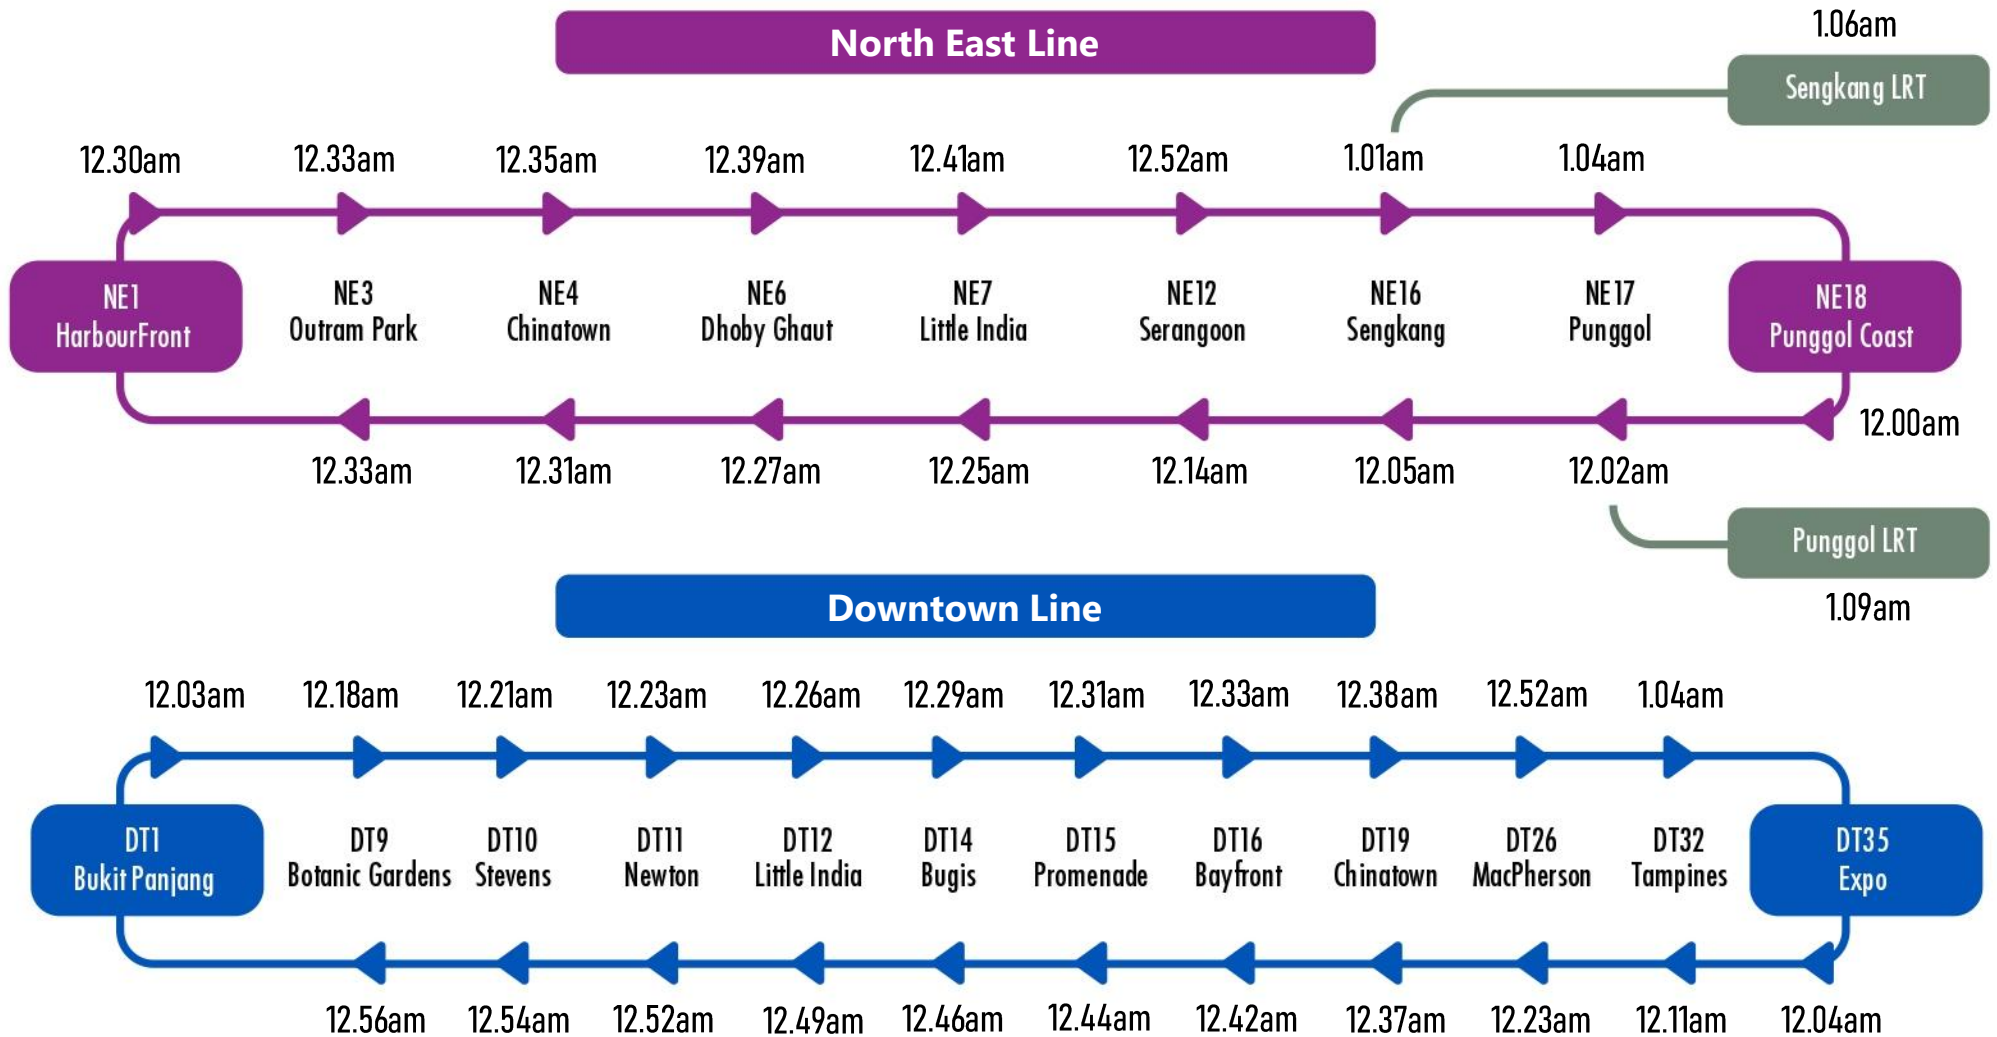 North East Line
1.06am
Sengkang LRT
12.30am 12.33am 12.35am 12.39am 12.41am 12.52am 1.01am 1.04am
NE1 NE3 NE4 NE6 NE7 NE12 NE16 NE17 NE18
HarbourFront Outram Park Chinatown Dhoby Ghaut Little India Serangoon Sengkang Punggol Punggol Coast
12.00am
12.33am 12.31am 12.27am 12.25am 12.14am 12.05am 12.02am
Punggol LRT
1.09am
Downtown Line
12.03am 12.18am 12.21am 12.23am 12.26am 12.29am 12.31am 12.33am 12.38am 12.52am 1.04am
DT1 DT9 DT10 DT11 DT12 DT14 DT15 DT16 DT19 DT26 DT32 DT35
Bukit Panjang Botanic Gardens Stevens Newton Little India Bugis Promenade Bayfront Chinatown MacPherson Tampines Expo
12.56am 12.54am 12.52am 12.49am 12.46am 12.44am 12.42am 12.37am 12.23am 12.11am 12.04am